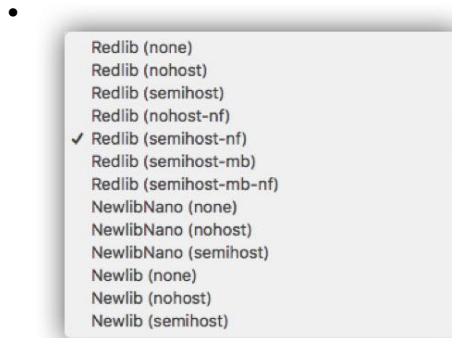 Redlib (none)
Redlib (nohost)
Redlib (semihost)
Redlib (nohost-nf)
✓ Redlib (semihost-nf)
Redlib (semihost-mb)
Redlib (semihost-mb-nf)
NewlibNano (none)
NewlibNano (nohost)
NewlibNano (semihost)
Newlib (none)
Newlib (nohost)
Newlib (semihost)